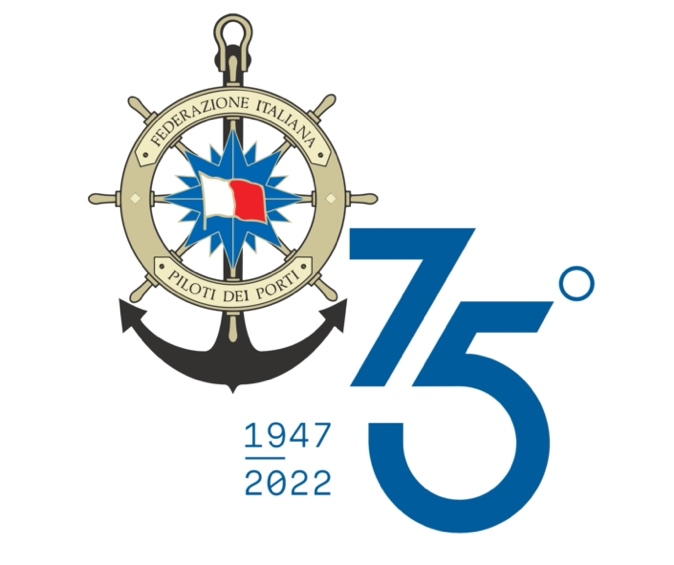 FEDERAZIONE ITALIANA
PILOTI DEI PORTI
75°
1947
2022